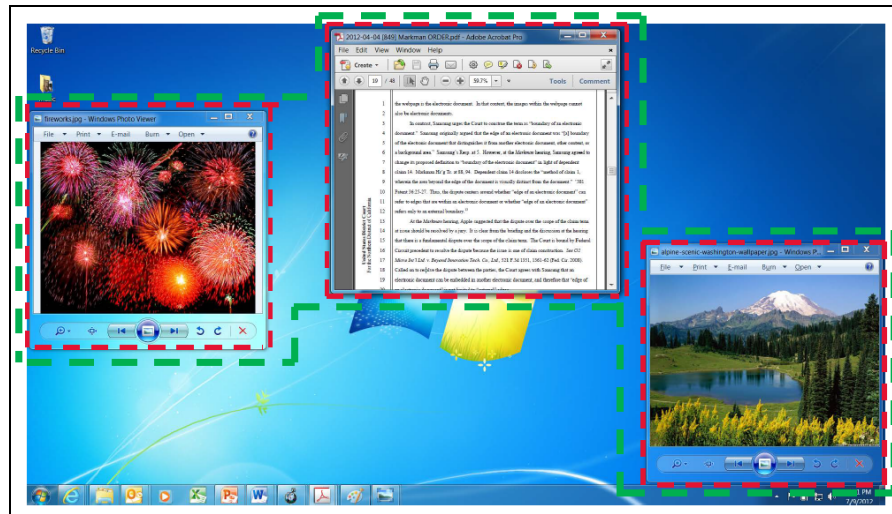 Recycle Bin
2012-04-04 [849] Markman ORDER.pdf - Adobe Acrobat Pro
File Edit View Window Help
Create
19 / 48 59.7% Tools Comment
1 the webpage is the electronic document. In that context, the images within the webpage cannot
2 also be electronic documents.
3 In contrast, Samsung urges the Court to construe the term as "boundary of an electronic
4 document." Samsung originally argued that the edge of an electronic document was "[a] boundary
5 of the electronic document that distinguishes it from another electronic document, other content, or
6 a background area." Samsung's Resp. at 5. However, at the Markman hearing, Samsung agreed to
7 change its proposed definition to "boundary of the electronic document" in light of dependent
8 claim 14. Markman Hr'g Tr. at 88, 94. Dependent claim 14 discloses the "method of claim 1,
9 wherein the area beyond the edge of the document is visually distinct from the document." '381
10 Patent 36:25-27. Thus, the dispute centers around whether "edge of an electronic document" can
11 refer to edges that are within an electronic document or whether "edge of an electronic document"
12 refers only to an external boundary.
13 At the Markman hearing, Apple suggested that the dispute over the scope of the claim term
14 at issue should be resolved by a jury. It is clear from the briefing and the discussion at the hearing
15 that there is a fundamental dispute over the scope of the claim term. The Court is bound by Federal
16 Circuit precedent to resolve the dispute because the issue is one of claim construction. See O2
17 Micro Int'l Ltd. v. Beyond Innovation Tech. Co., Ltd., 521 F.3d 1351, 1361-62 (Fed. Cir. 2008).
18 Called on to resolve the dispute between the parties, the Court agrees with Samsung that an
19 electronic document can be embedded in another electronic document, and therefore that "edge of
United States District Court
For the Northern District of California
fireworks.jpg - Windows Photo Viewer
File Print E-mail Burn Open
alpine-scenic-washington-wallpaper.jpg - Windows P...
File Print E-mail Burn Open
7/9/2012